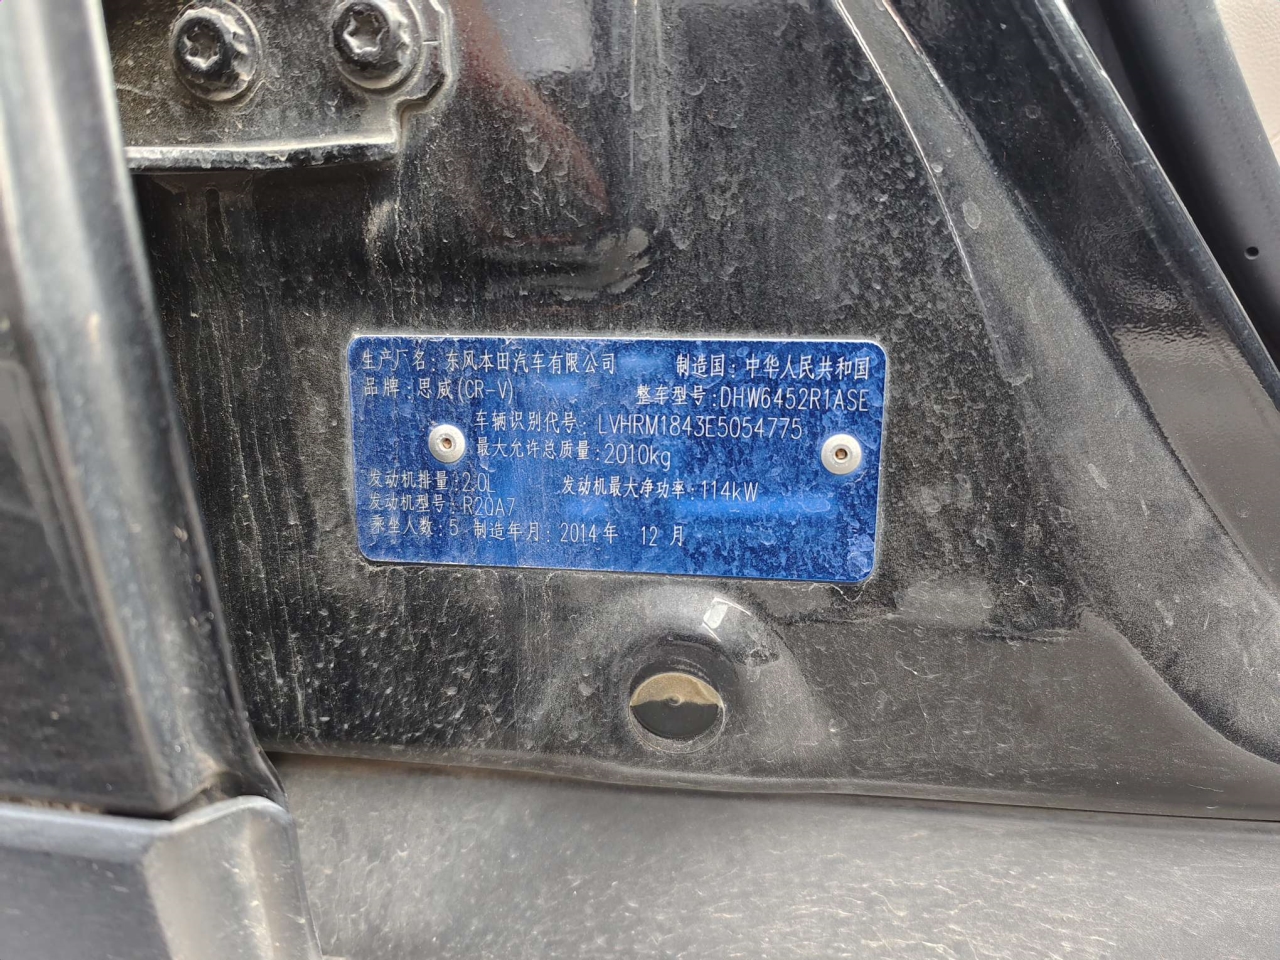 生产厂名：东风本田汽车有限公司 制造国：中华人民共和国
品牌：思威(CR-V) 整车型号：DHW6452R1ASE
车辆识别代号：LVHRM1843E5054775
最大允许总质量：2010kg
发动机排量：2.0L 发动机最大净功率：114kW
发动机型号：R20A7
乘坐人数：5 制造年月：2014年 12月